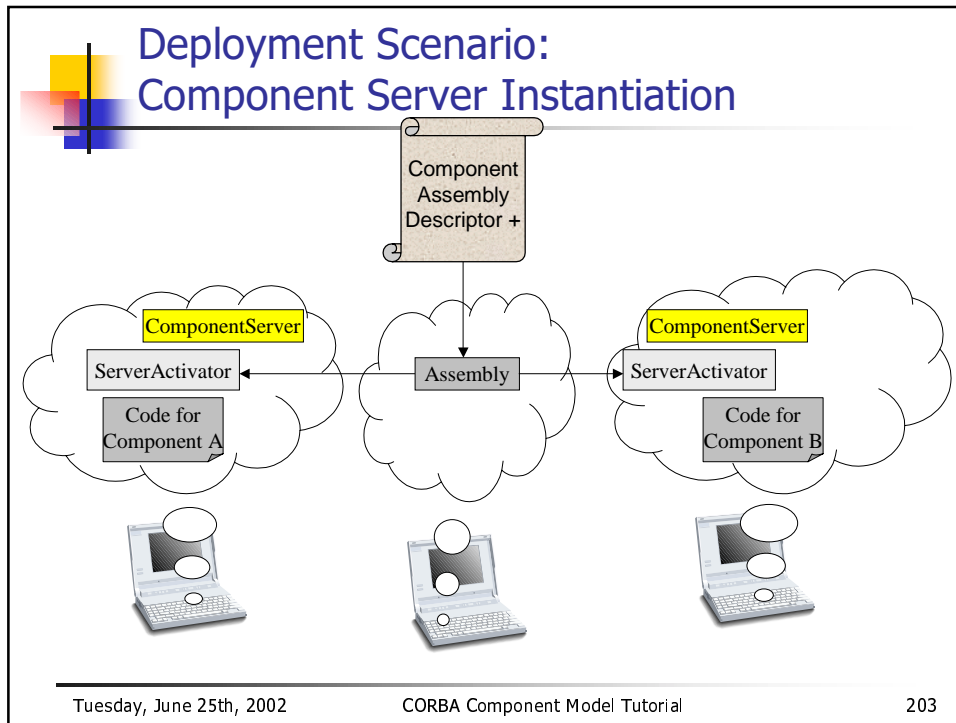 Deployment Scenario:
Component Server Instantiation
Component
Assembly
Descriptor +
ComponentServer
ServerActivator
Code for
Component A
Assembly
ComponentServer
ServerActivator
Code for
Component B
Tuesday, June 25th, 2002
CORBA Component Model Tutorial
203